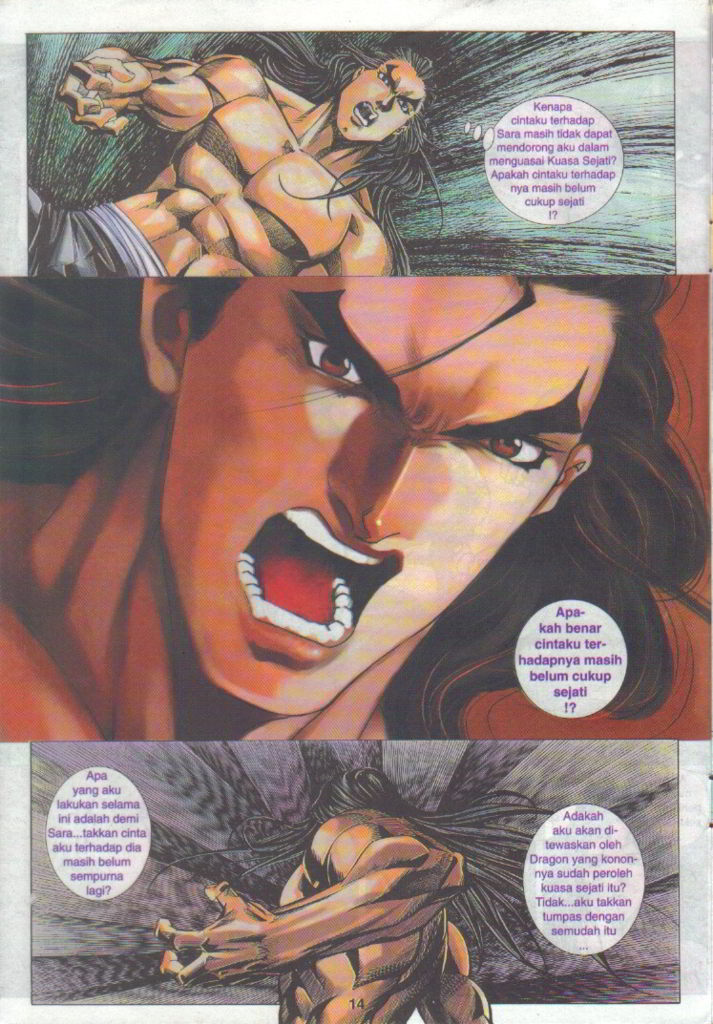 Kenapa
cintaku terhadap
Sara masih tidak dapat
mendorong aku dalam
menguasai Kuasa Sejati?
Apakah cintaku terhadap
nya masih belum
cukup sejati
!?
Apa-
kah benar
cintaku ter-
hadapnya masih
belum cukup
sejati
!?
Apa
yang aku
lakukan selama
ini adalah demi
Sara...takkan cinta
aku terhadap dia
masih belum
sempurna
lagi?
Adakah
aku akan di-
tewaskan oleh
Dragon yang konon-
nya sudah peroleh
kuasa sejati itu?
Tidak...aku takkan
tumpas dengan
semudah itu
...
14